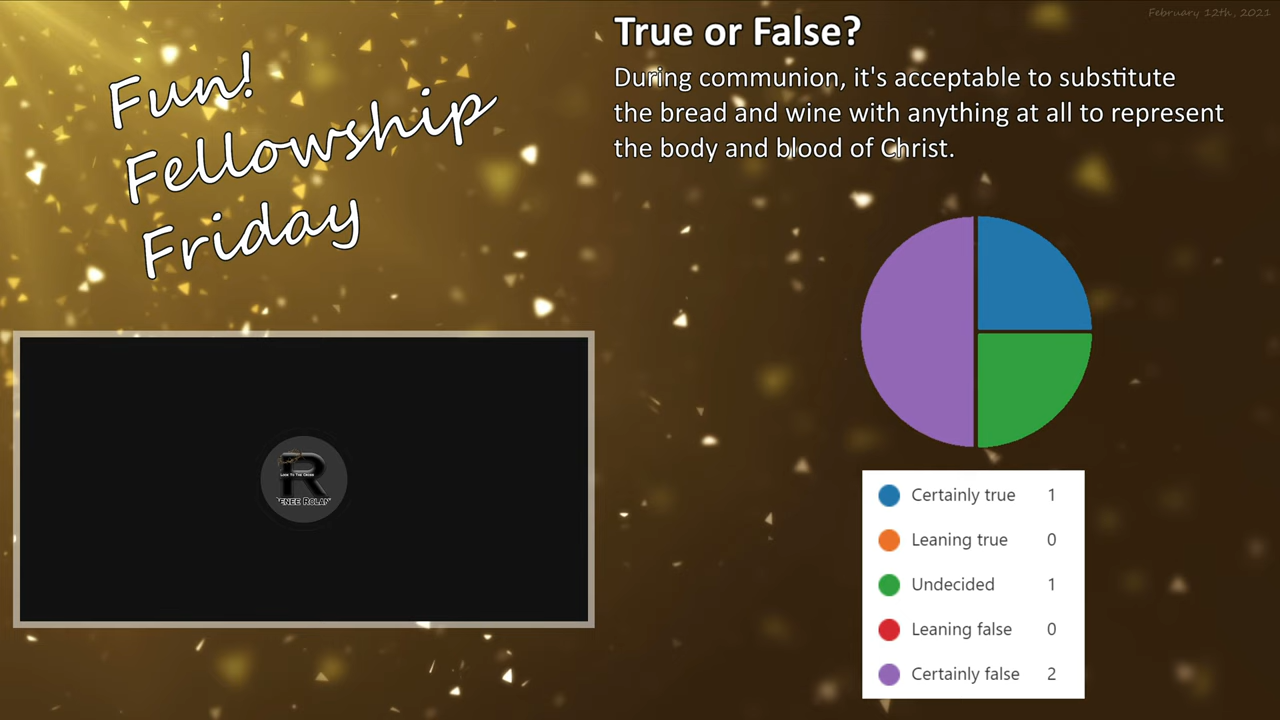 February 12th, 2021
Fun!
Fellowship
Friday
True or False?
During communion, it's acceptable to substitute
the bread and wine with anything at all to represent
the body and blood of Christ.
R
Certainly true 1
Leaning true 0
Undecided 1
Leaning false 0
Certainly false 2